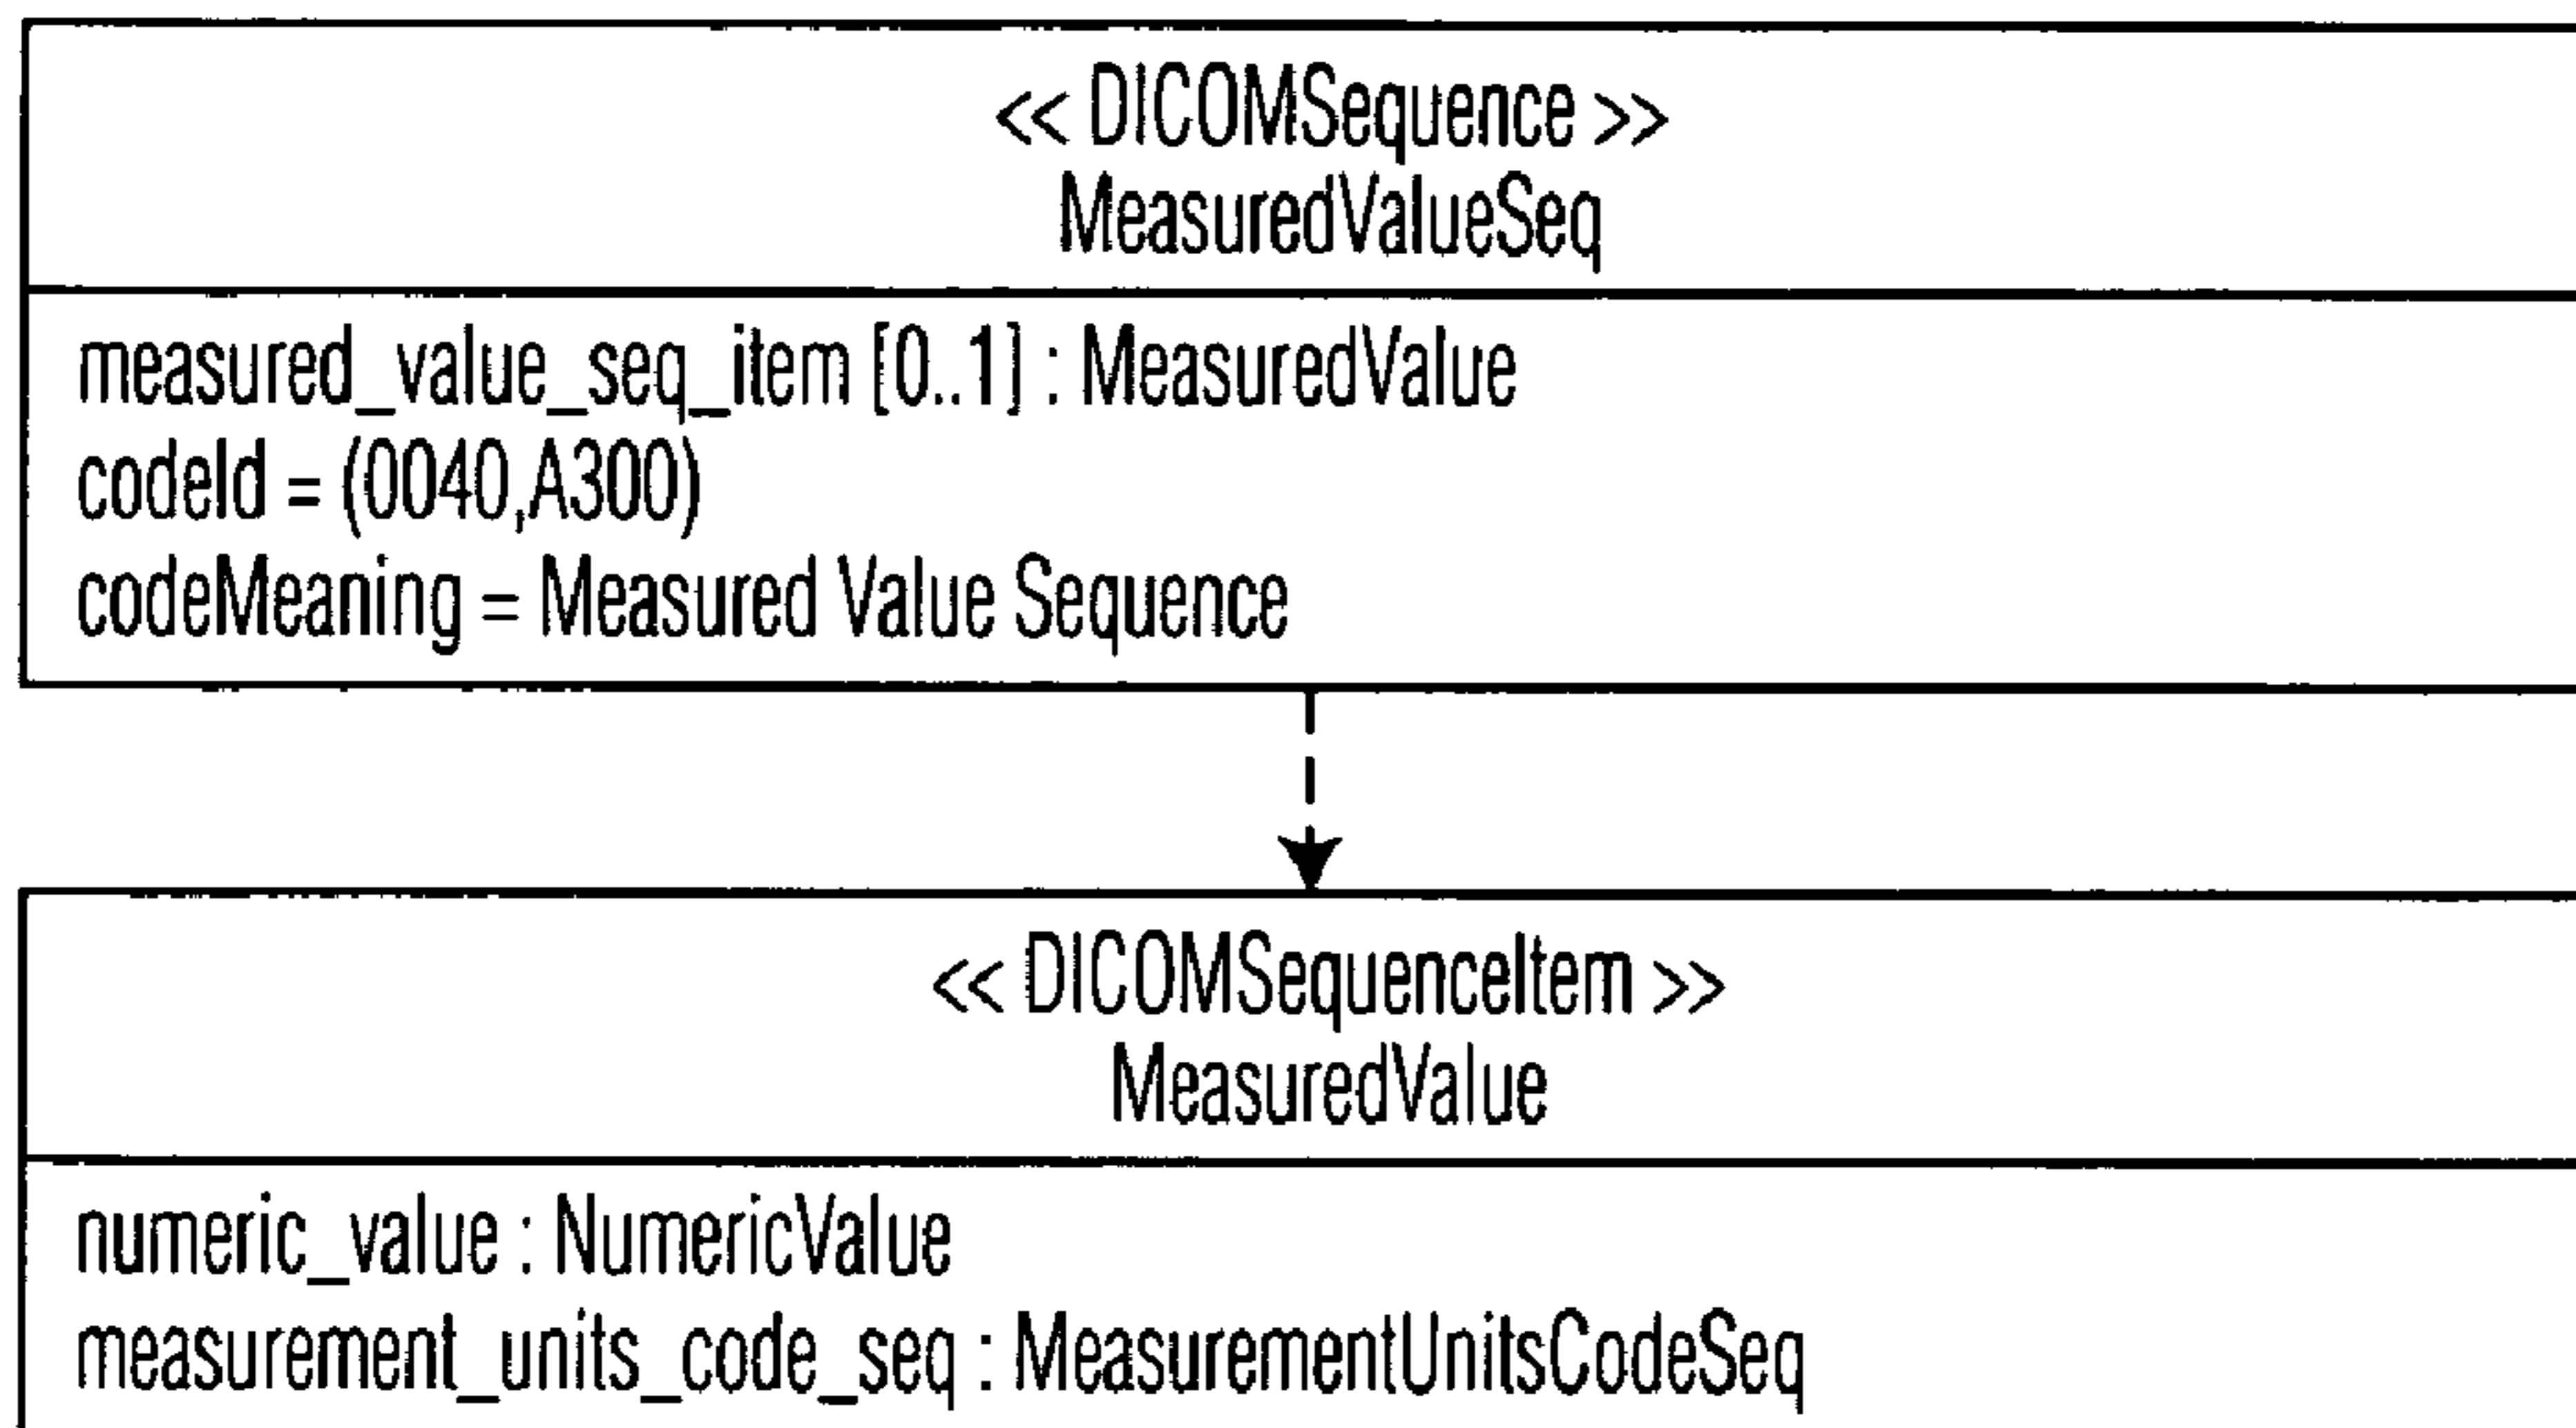 << DICOMSequence >>
MeasuredValueSeq
measured_value_seq_item [0..1] : MeasuredValue
codeId = (0040,A300)
codeMeaning = Measured Value Sequence
<< DICOMSequenceItem >>
MeasuredValue
numeric_value : NumericValue
measurement_units_code_seq : MeasurementUnitsCodeSeq